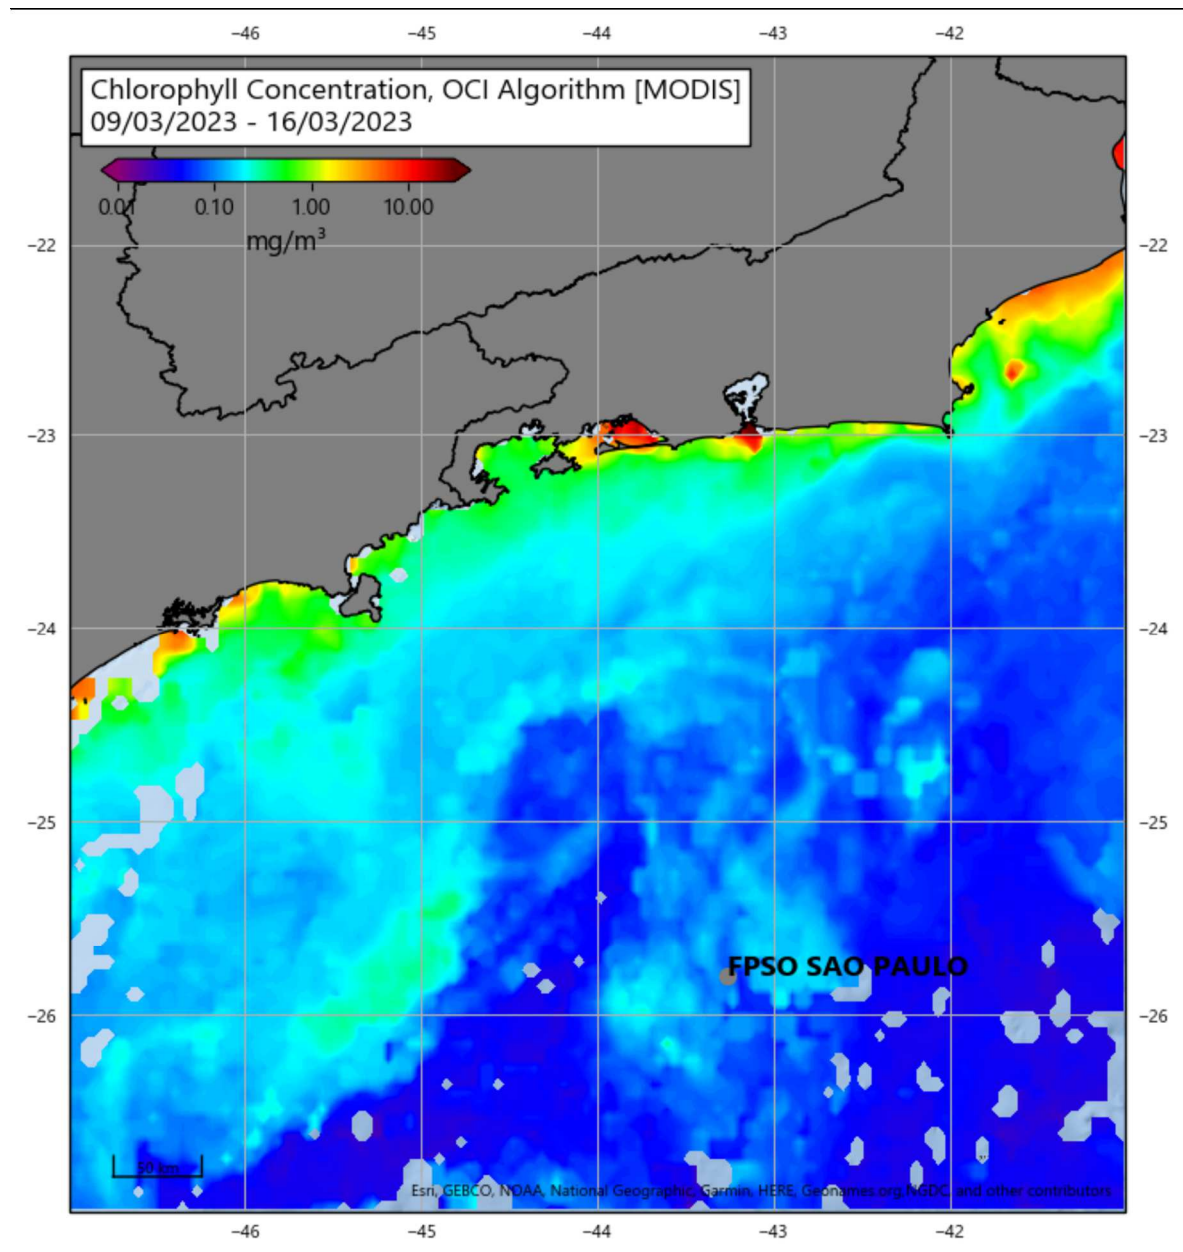 −46 −45 −44 −43 −42
Chlorophyll Concentration, OCI Algorithm [MODIS]
09/03/2023 - 16/03/2023
0.01 0.10 1.00 10.00
mg/m³
−22 −22
−23 −23
−24 −24
−25 −25
FPSO SAO PAULO
−26 −26
50 km
Esri, GEBCO, NOAA, National Geographic, Garmin, HERE, Geonames.org,NGDC, and other contributors
−46 −45 −44 −43 −42